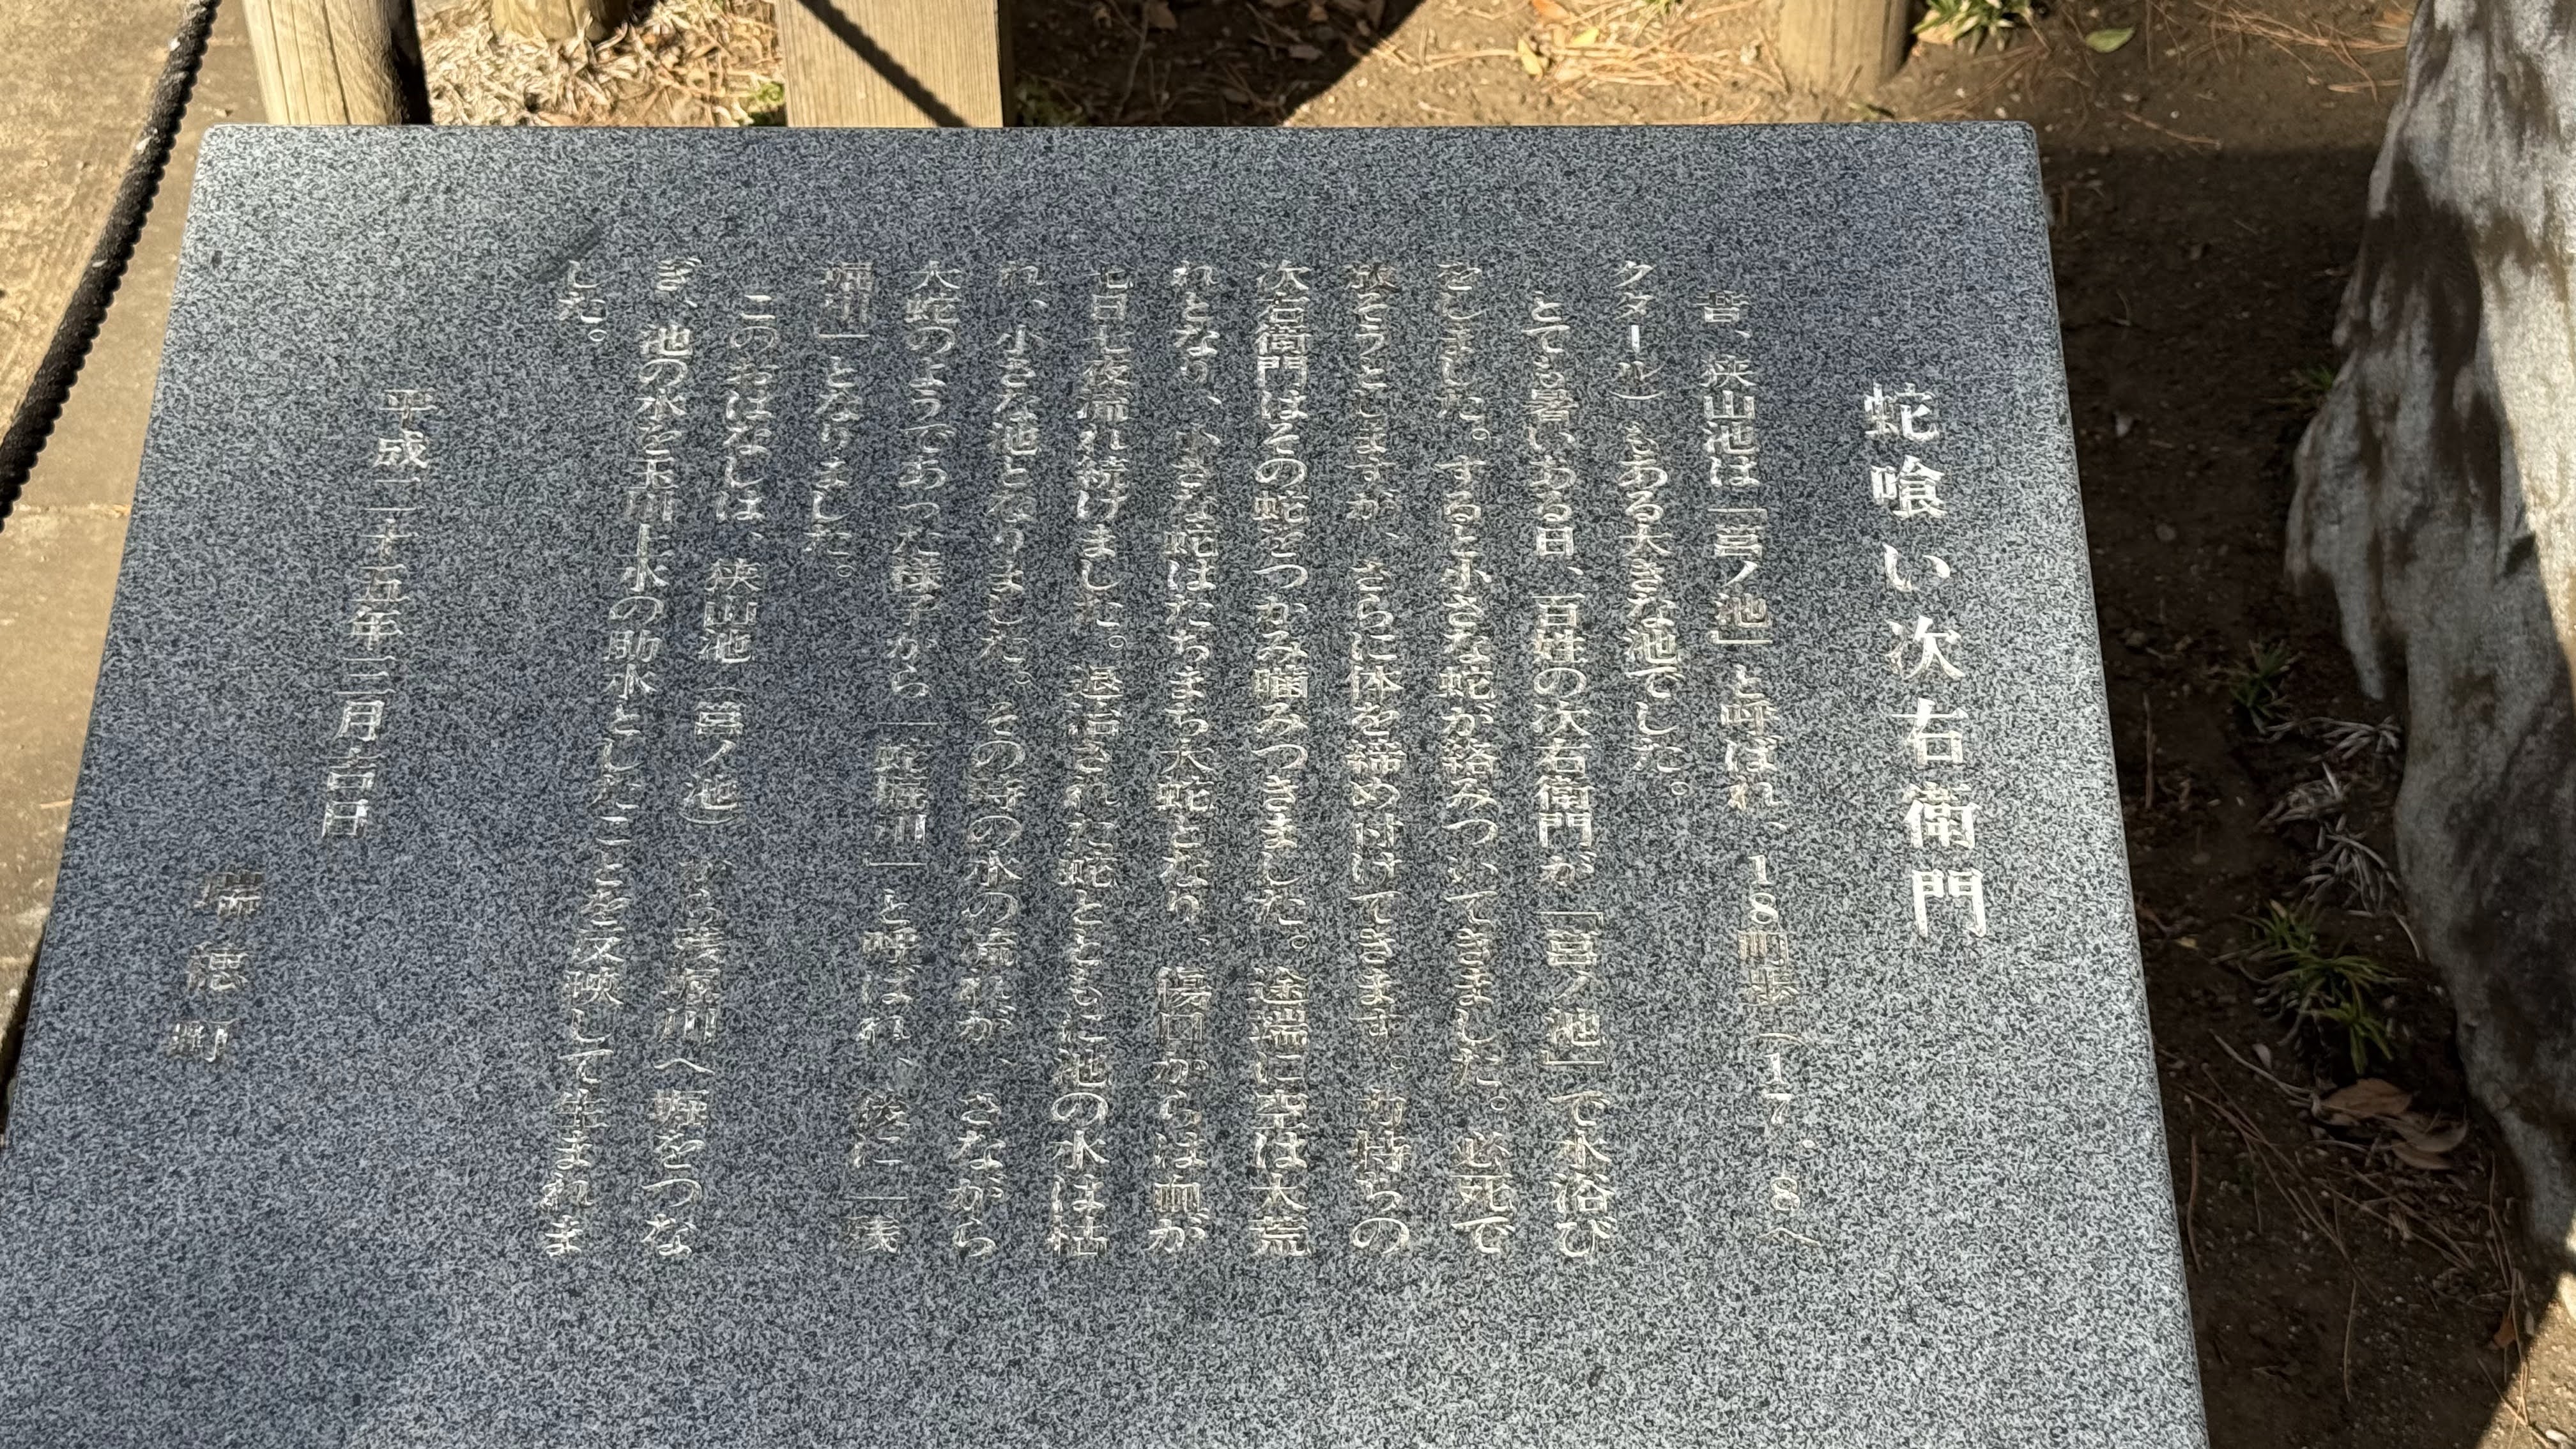 蛇喰い次右衛門
昔、狭山池は「筥ノ池」と呼ばれ、18町歩(17.8ヘ
クタール)もある大きな池でした。
とても暑いある日、百姓の次右衛門が「筥ノ池」で水浴び
をしました。すると小さな蛇が絡みついてきました。必死で
放そうとしますが、さらに体を締め付けてきます。力持ちの
次右衛門はその蛇をつかみ噛みつきました。途端に空は大荒
れとなり、小さな蛇はたちまち大蛇となり、傷口からは血が
七日七夜流れ続けました。退治された蛇とともに池の水は枯
れ、小さな池となりました。その時の水の流れが、さながら
大蛇のようであった様子から「蛇堀川」と呼ばれ、後に「残
堀川」となりました。
このおはなしは、狭山池(筥ノ池)から残堀川へ堀をつな
ぎ、池の水を玉川上水の助水としたことを反映して生まれま
した。
平成二十五年三月吉日
瑞穂町